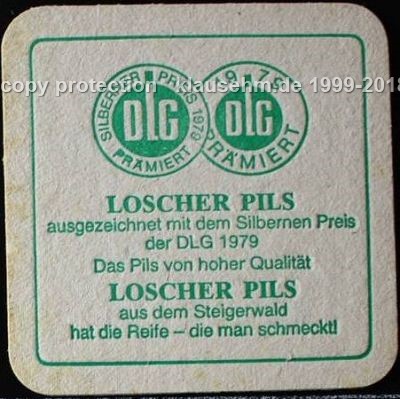 copy protection - klausehm.de 1999-2018
SILBERNER PREIS 1979
DLG
PRÄMIERT
1979
DLG
PRÄMIERT
LOSCHER PILS
ausgezeichnet mit dem Silbernen Preis
der DLG 1979
Das Pils von hoher Qualität
LOSCHER PILS
aus dem Steigerwald
hat die Reife – die man schmeckt!